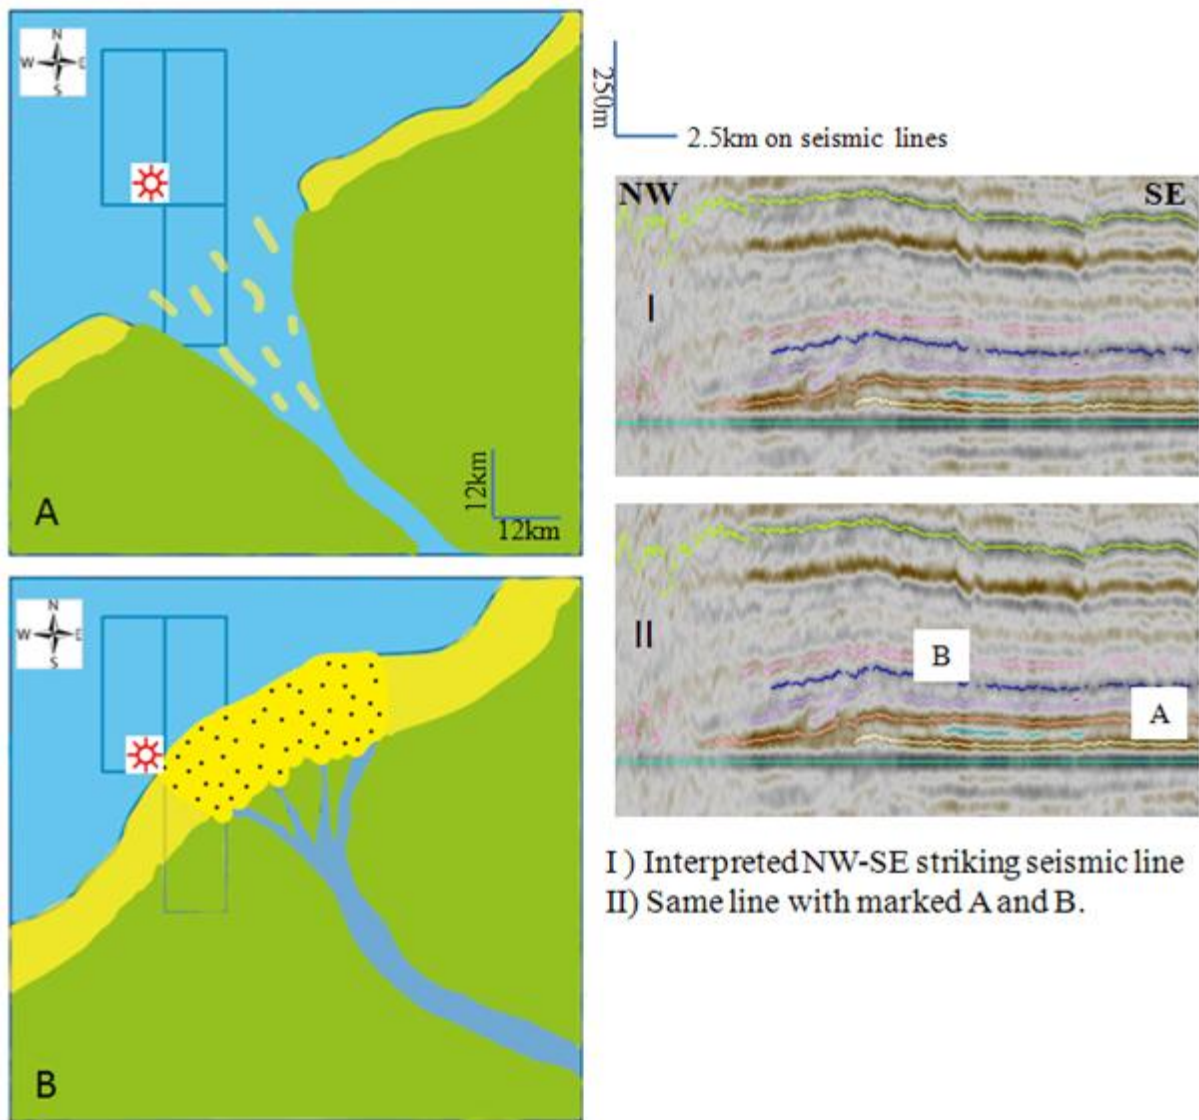 N
W E
S
A
12km
12km
N
W E
S
B
250m
2.5km on seismic lines
NW SE
I
II
B
A
I ) Interpreted NW-SE striking seismic line
II) Same line with marked A and B.